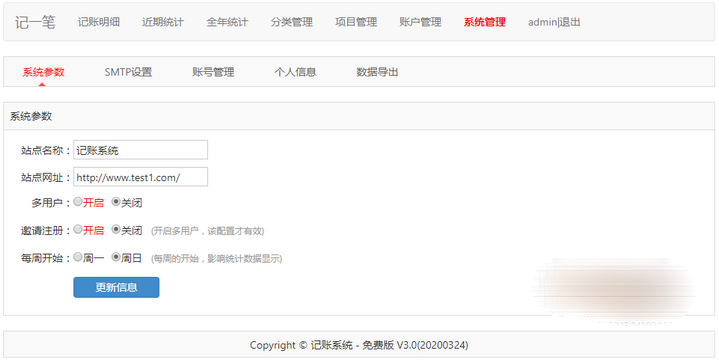 记一笔 记账明细 近期统计 全年统计 分类管理 项目管理 账户管理 系统管理 admin|退出
系统参数 SMTP设置 账号管理 个人信息 数据导出
系统参数
站点名称：记账系统
站点网址：http://www.test1.com/
多用户：开启 关闭
邀请注册：开启 关闭 (开启多用户，该配置才有效)
每周开始：周一 周日 (每周的开始，影响统计数据显示)
更新信息
Copyright © 记账系统 - 免费版 V3.0(20200324)